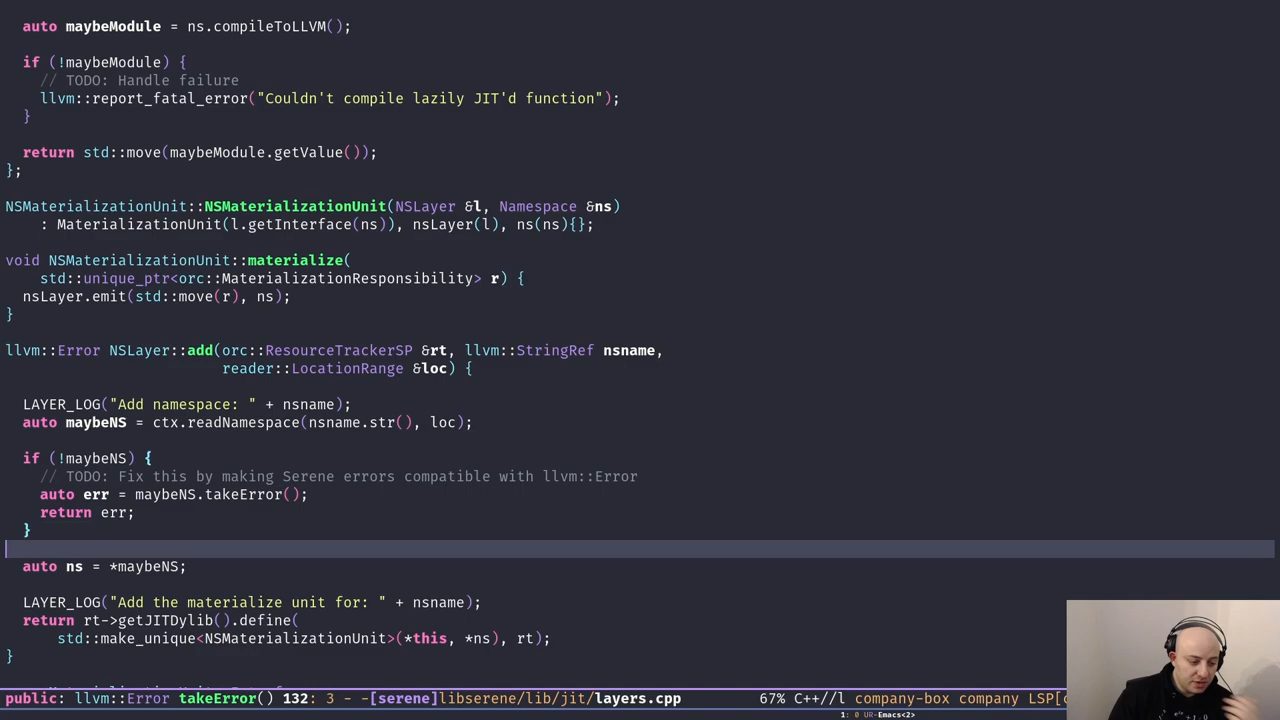 auto maybeModule = ns.compileToLLVM();
if (!maybeModule) {
// TODO: Handle failure
llvm::report_fatal_error("Couldn't compile lazily JIT'd function");
}
return std::move(maybeModule.getValue());
};
NSMaterializationUnit::NSMaterializationUnit(NSLayer &l, Namespace &ns)
: MaterializationUnit(l.getInterface(ns)), nsLayer(l), ns(ns){};
void NSMaterializationUnit::materialize(
std::unique_ptr<orc::MaterializationResponsibility> r) {
nsLayer.emit(std::move(r), ns);
}
llvm::Error NSLayer::add(orc::ResourceTrackerSP &rt, llvm::StringRef nsname,
reader::LocationRange &loc) {
LAYER_LOG("Add namespace: " + nsname);
auto maybeNS = ctx.readNamespace(nsname.str(), loc);
if (!maybeNS) {
// TODO: Fix this by making Serene errors compatible with llvm::Error
auto err = maybeNS.takeError();
return err;
}
auto ns = *maybeNS;
LAYER_LOG("Add the materialize unit for: " + nsname);
return rt->getJITDylib().define(
std::make_unique<NSMaterializationUnit>(*this, *ns), rt);
}
public: llvm::Error takeError() 132: 3 - -[serene]libserene/lib/jit/layers.cpp 67% C++//l company-box company LSP[
1: 0 UR-Emacs<2>